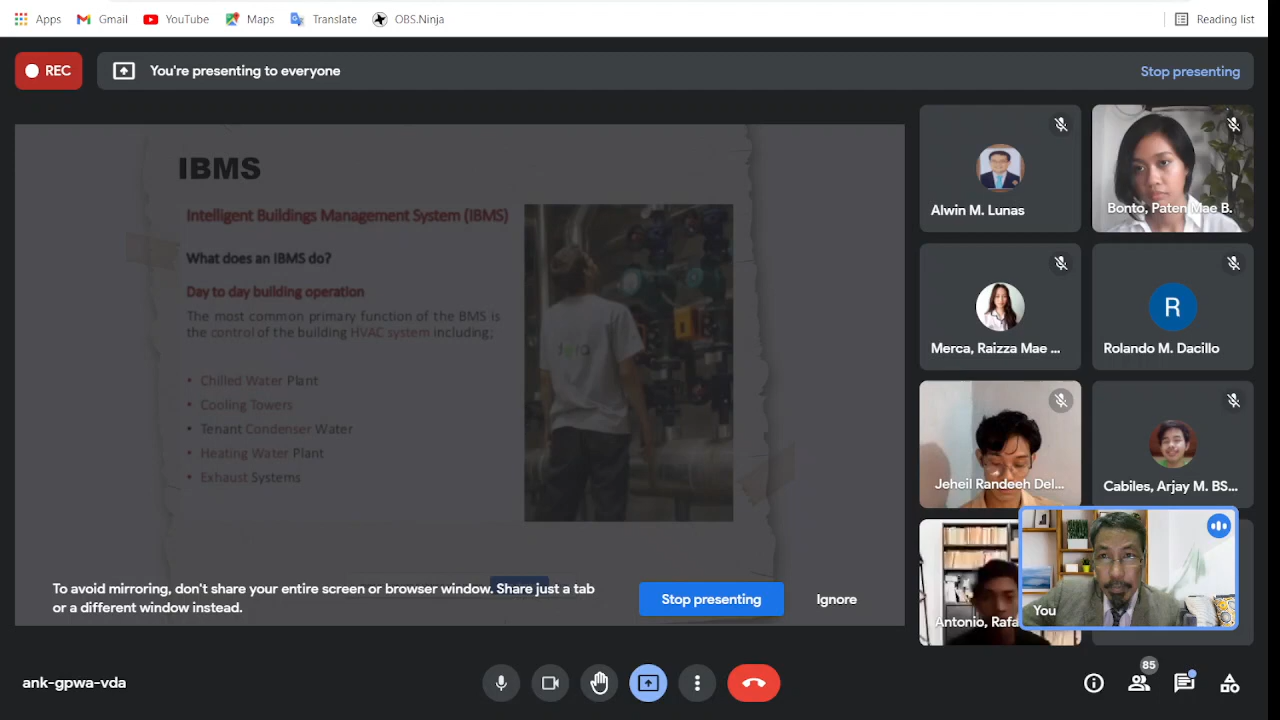 Apps Gmail YouTube Maps Translate OBS.Ninja Reading list
REC You're presenting to everyone Stop presenting
IBMS
Intelligent Buildings Management System (IBMS)
What does an IBMS do?
Day to day building operation
The most common primary function of the BMS is
the control of the building HVAC system including;
• Chilled Water Plant
• Cooling Towers
• Tenant Condenser Water
• Heating Water Plant
• Exhaust Systems
To avoid mirroring, don't share your entire screen or browser window. Share just a tab
or a different window instead.
Stop presenting Ignore
Alwin M. Lunas
Bonto, Paten Mae B.
Merca, Raizza Mae ...
R
Rolando M. Dacillo
Jeheil Randeeh Del...
Cabiles, Arjay M. BS...
Antonio, Rafa
You
ank-gpwa-vda
85